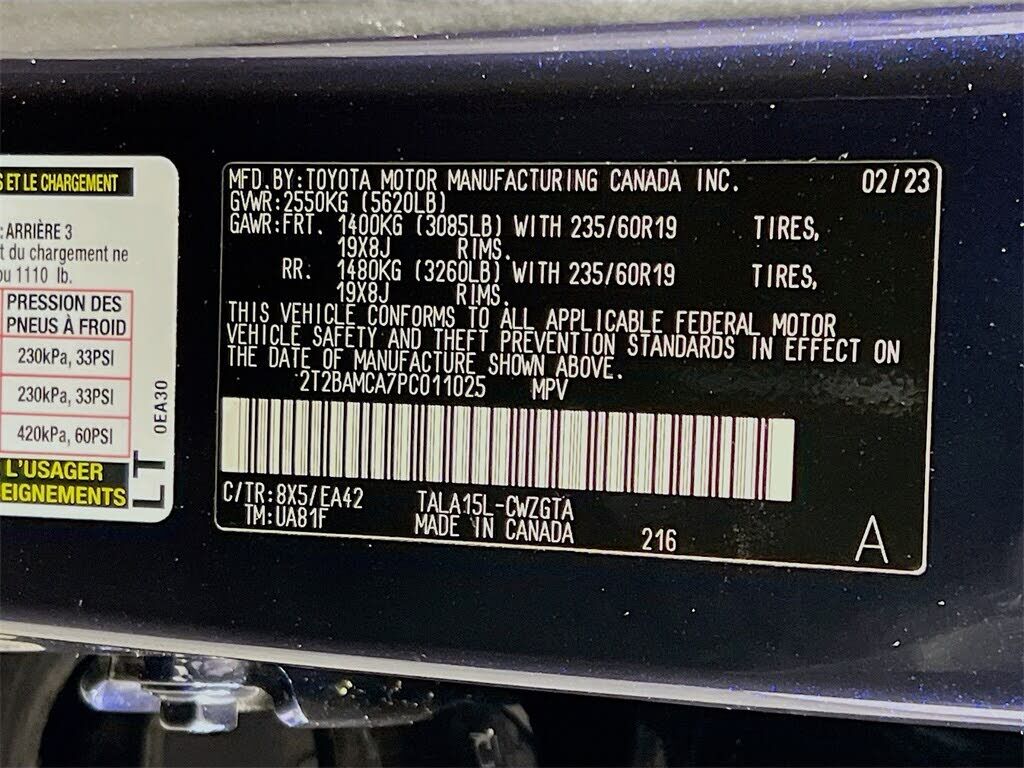 S ET LE CHARGEMENT
: ARRIÈRE 3
t du chargement ne
ou 1110 lb.
PRESSION DES
PNEUS À FROID
230kPa, 33PSI
230kPa, 33PSI
420kPa, 60PSI
L'USAGER
EIGNEMENTS
0EA30
LT
MFD.BY:TOYOTA MOTOR MANUFACTURING CANADA INC. 02/23
GVWR:2550KG (5620LB)
GAWR:FRT. 1400KG (3085LB) WITH 235/60R19 TIRES,
19X8J RIMS.
RR. 1480KG (3260LB) WITH 235/60R19 TIRES,
19X8J RIMS.
THIS VEHICLE CONFORMS TO ALL APPLICABLE FEDERAL MOTOR
VEHICLE SAFETY AND THEFT PREVENTION STANDARDS IN EFFECT ON
THE DATE OF MANUFACTURE SHOWN ABOVE.
2T2BAMCA7PC011025 MPV
C/TR:8X5/EA42 TALA15L-CWZGTA
TM:UA81F MADE IN CANADA 216 A